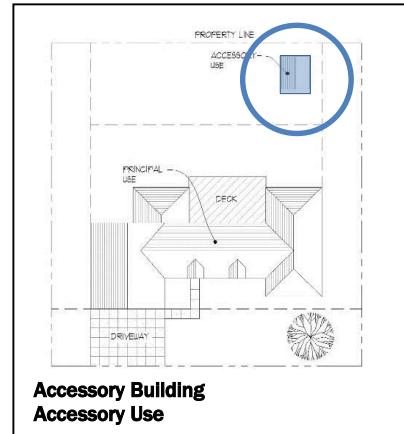 PROPERTY LINE
ACCESSORY
USE
PRINCIPAL
USE
DECK
DRIVEWAY
Accessory Building
Accessory Use